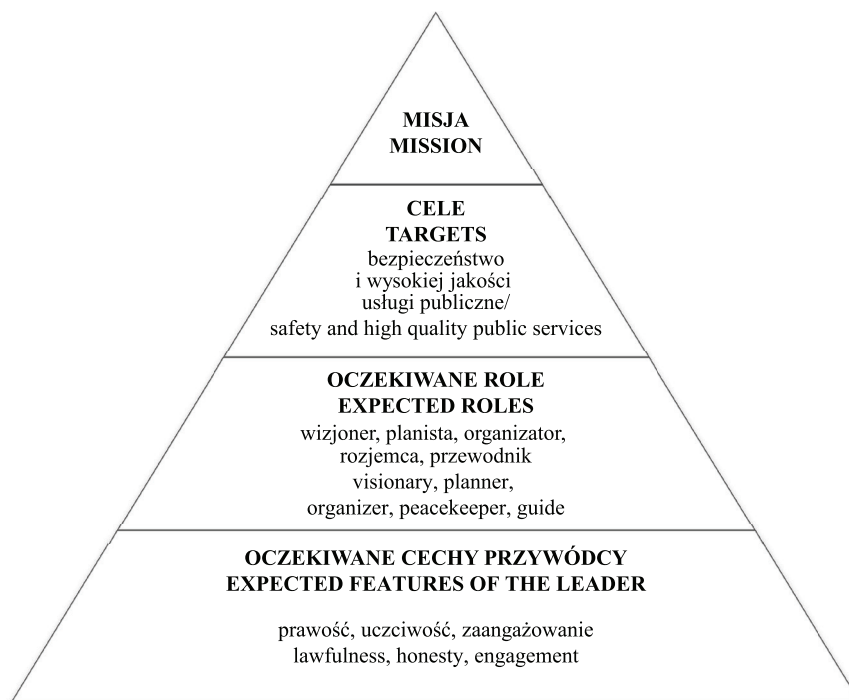 MISJA
MISSION
CELE
TARGETS
bezpieczeństwo
i wysokiej jakości
usługi publiczne/
safety and high quality public services
OCZEKIWANE ROLE
EXPECTED ROLES
wizjoner, planista, organizator,
rozjemca, przewodnik
visionary, planner,
organizer, peacekeeper, guide
OCZEKIWANE CECHY PRZYWÓDCY
EXPECTED FEATURES OF THE LEADER
prawość, uczciwość, zaangażowanie
lawfulness, honesty, engagement